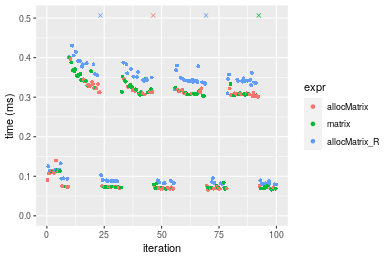 0.5
0.4
0.3
0.2
0.1
0.0
time (ms)
0
25
50
75
100
iteration
expr
allocMatrix
matrix
allocMatrix_R